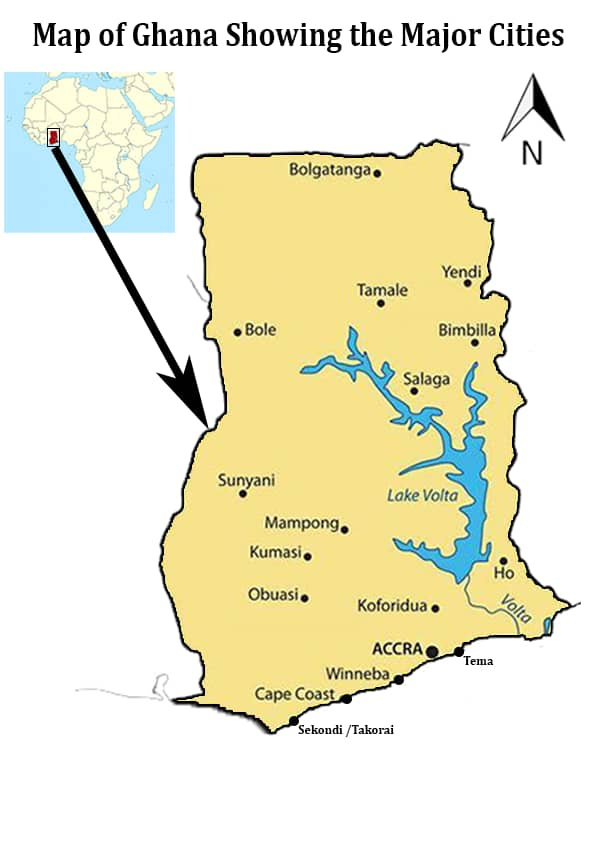 Map of Ghana Showing the Major Cities
N
Bolgatanga
Yendi
Tamale
Bole
Bimbilla
Salaga
Sunyani
Lake Volta
Mampong
Kumasi
Ho
Obuasi
Koforidua
Volta
ACCRA
Tema
Winneba
Cape Coast
Sekondi /Takorai